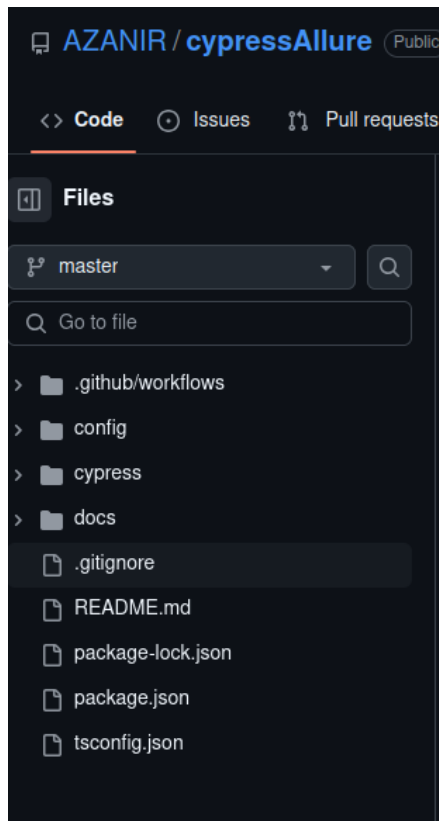 AZANIR / cypressAllure Public
Code Issues Pull requests
Files
master
Go to file
.github/workflows
config
cypress
docs
.gitignore
README.md
package-lock.json
package.json
tsconfig.json